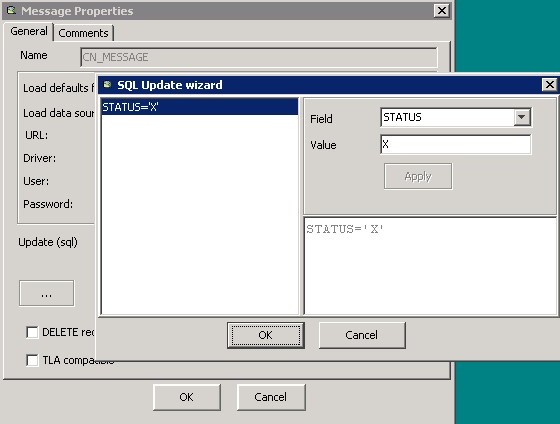 Message Properties
General Comments
Name CN_MESSAGE
Load defaults
Load data sour
URL:
Driver:
User:
Password:
Update (sql)
...
DELETE rec
TLA compatible
OK Cancel
SQL Update wizard
STATUS='X'
Field STATUS
Value X
Apply
STATUS='X'
OK Cancel